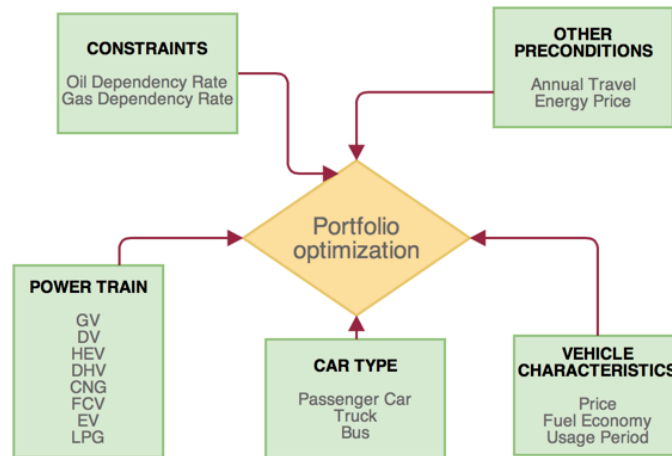 CONSTRAINTS
Oil Dependency Rate
Gas Dependency Rate
OTHER
PRECONDITIONS
Annual Travel
Energy Price
Portfolio
optimization
POWER TRAIN
GV
DV
HEV
DHV
CNG
FCV
EV
LPG
CAR TYPE
Passenger Car
Truck
Bus
VEHICLE
CHARACTERISTICS
Price
Fuel Economy
Usage Period